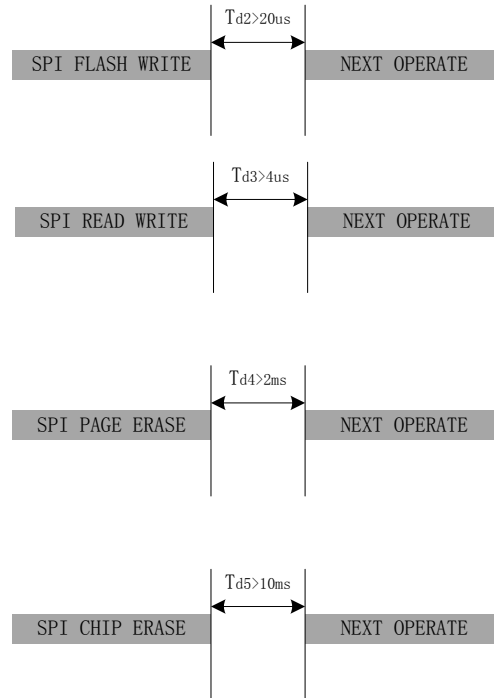 Td2>20us
SPI FLASH WRITE NEXT OPERATE
Td3>4us
SPI READ WRITE NEXT OPERATE
Td4>2ms
SPI PAGE ERASE NEXT OPERATE
Td5>10ms
SPI CHIP ERASE NEXT OPERATE